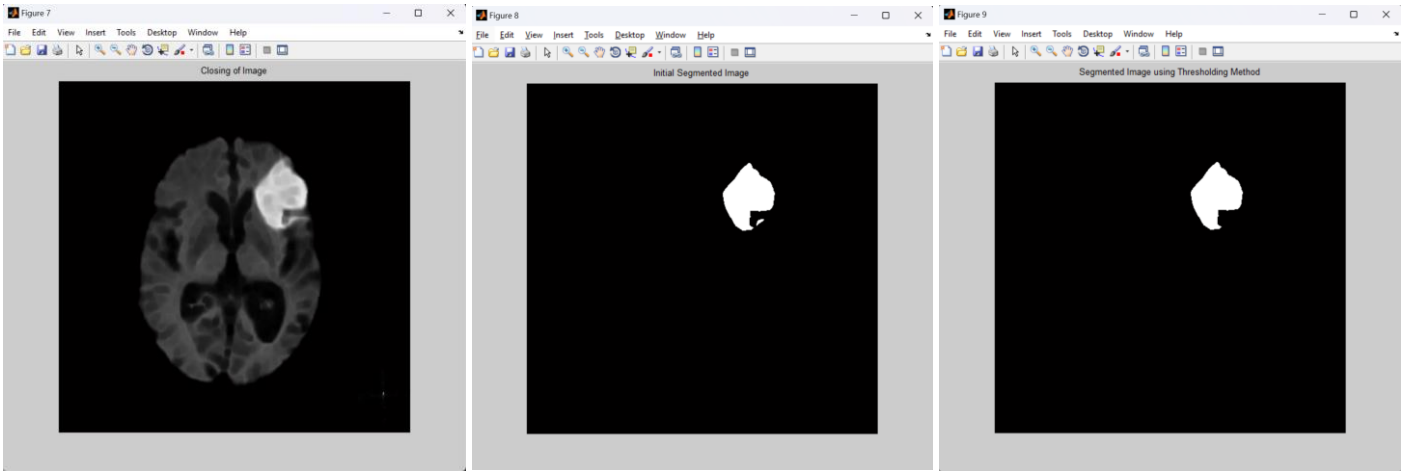 Figure 7
File Edit View Insert Tools Desktop Window Help
Closing of Image
Figure 8
File Edit View Insert Tools Desktop Window Help
Initial Segmented Image
Figure 9
File Edit View Insert Tools Desktop Window Help
Segmented Image using Thresholding Method